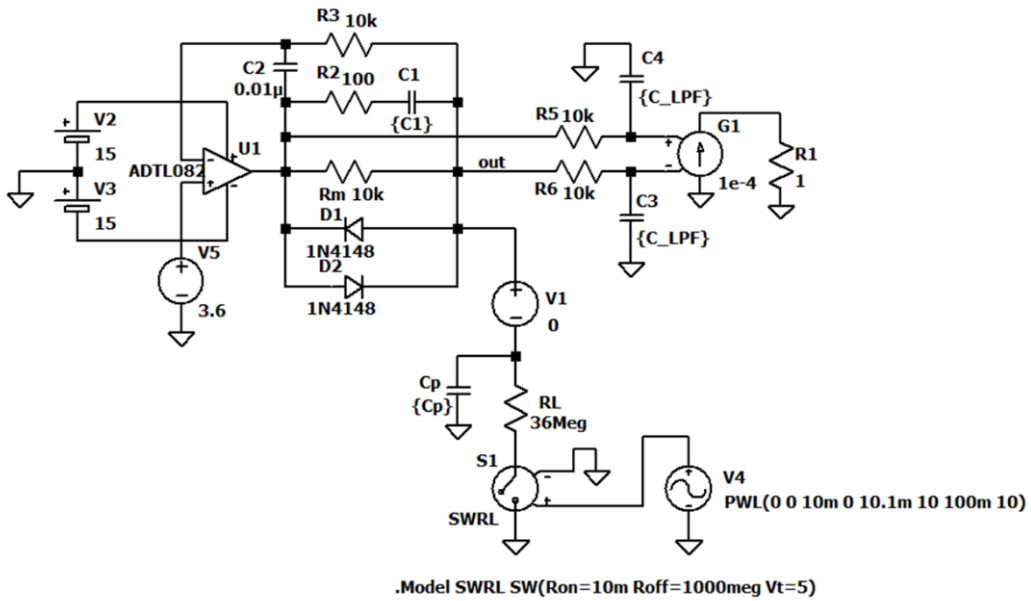 R3 10k
C2
0.01µ
R2 100
C1
{C1}
C4
{C_LPF}
V2
15
V3
15
ADTL082
U1
-
+
+
-
R5 10k
G1
+
-
1e-4
R1
1
out
R6 10k
Rm 10k
C3
{C_LPF}
D1
1N4148
D2
1N4148
V5
+
-
3.6
V1
+
-
0
Cp
{Cp}
RL
36Meg
S1
-
+
SWRL
V4
+
-
PWL(0 0 10m 0 10.1m 10 100m 10)
.Model SWRL SW(Ron=10m Roff=1000meg Vt=5)